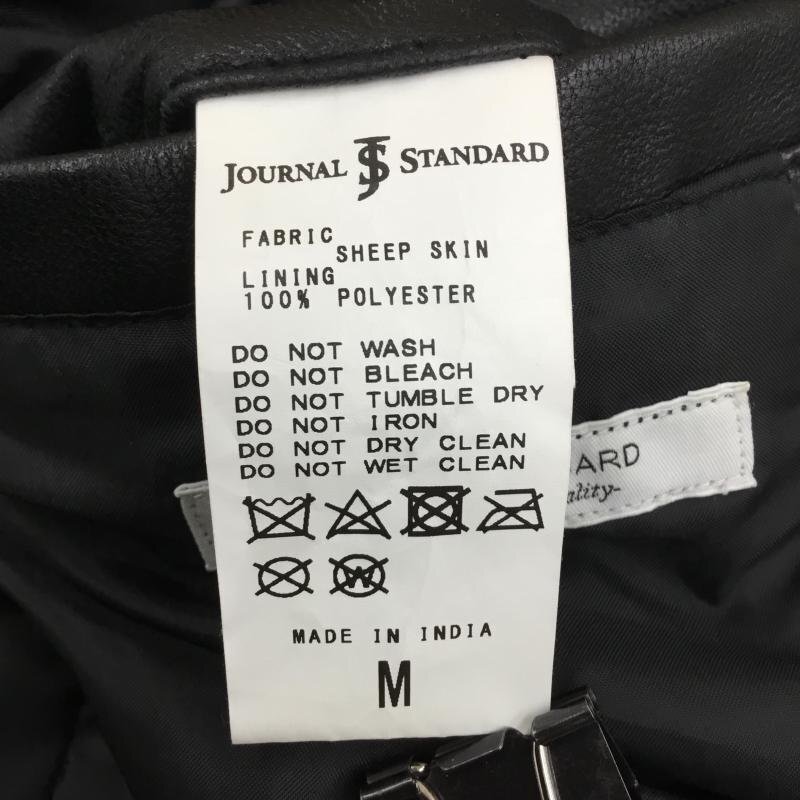 JOURNAL JS STANDARD
FABRIC
SHEEP SKIN
LINING
100% POLYESTER
DO NOT WASH
DO NOT BLEACH
DO NOT TUMBLE DRY
DO NOT IRON
DO NOT DRY CLEAN
DO NOT WET CLEAN
W
MADE IN INDIA
M
ARD
ality-